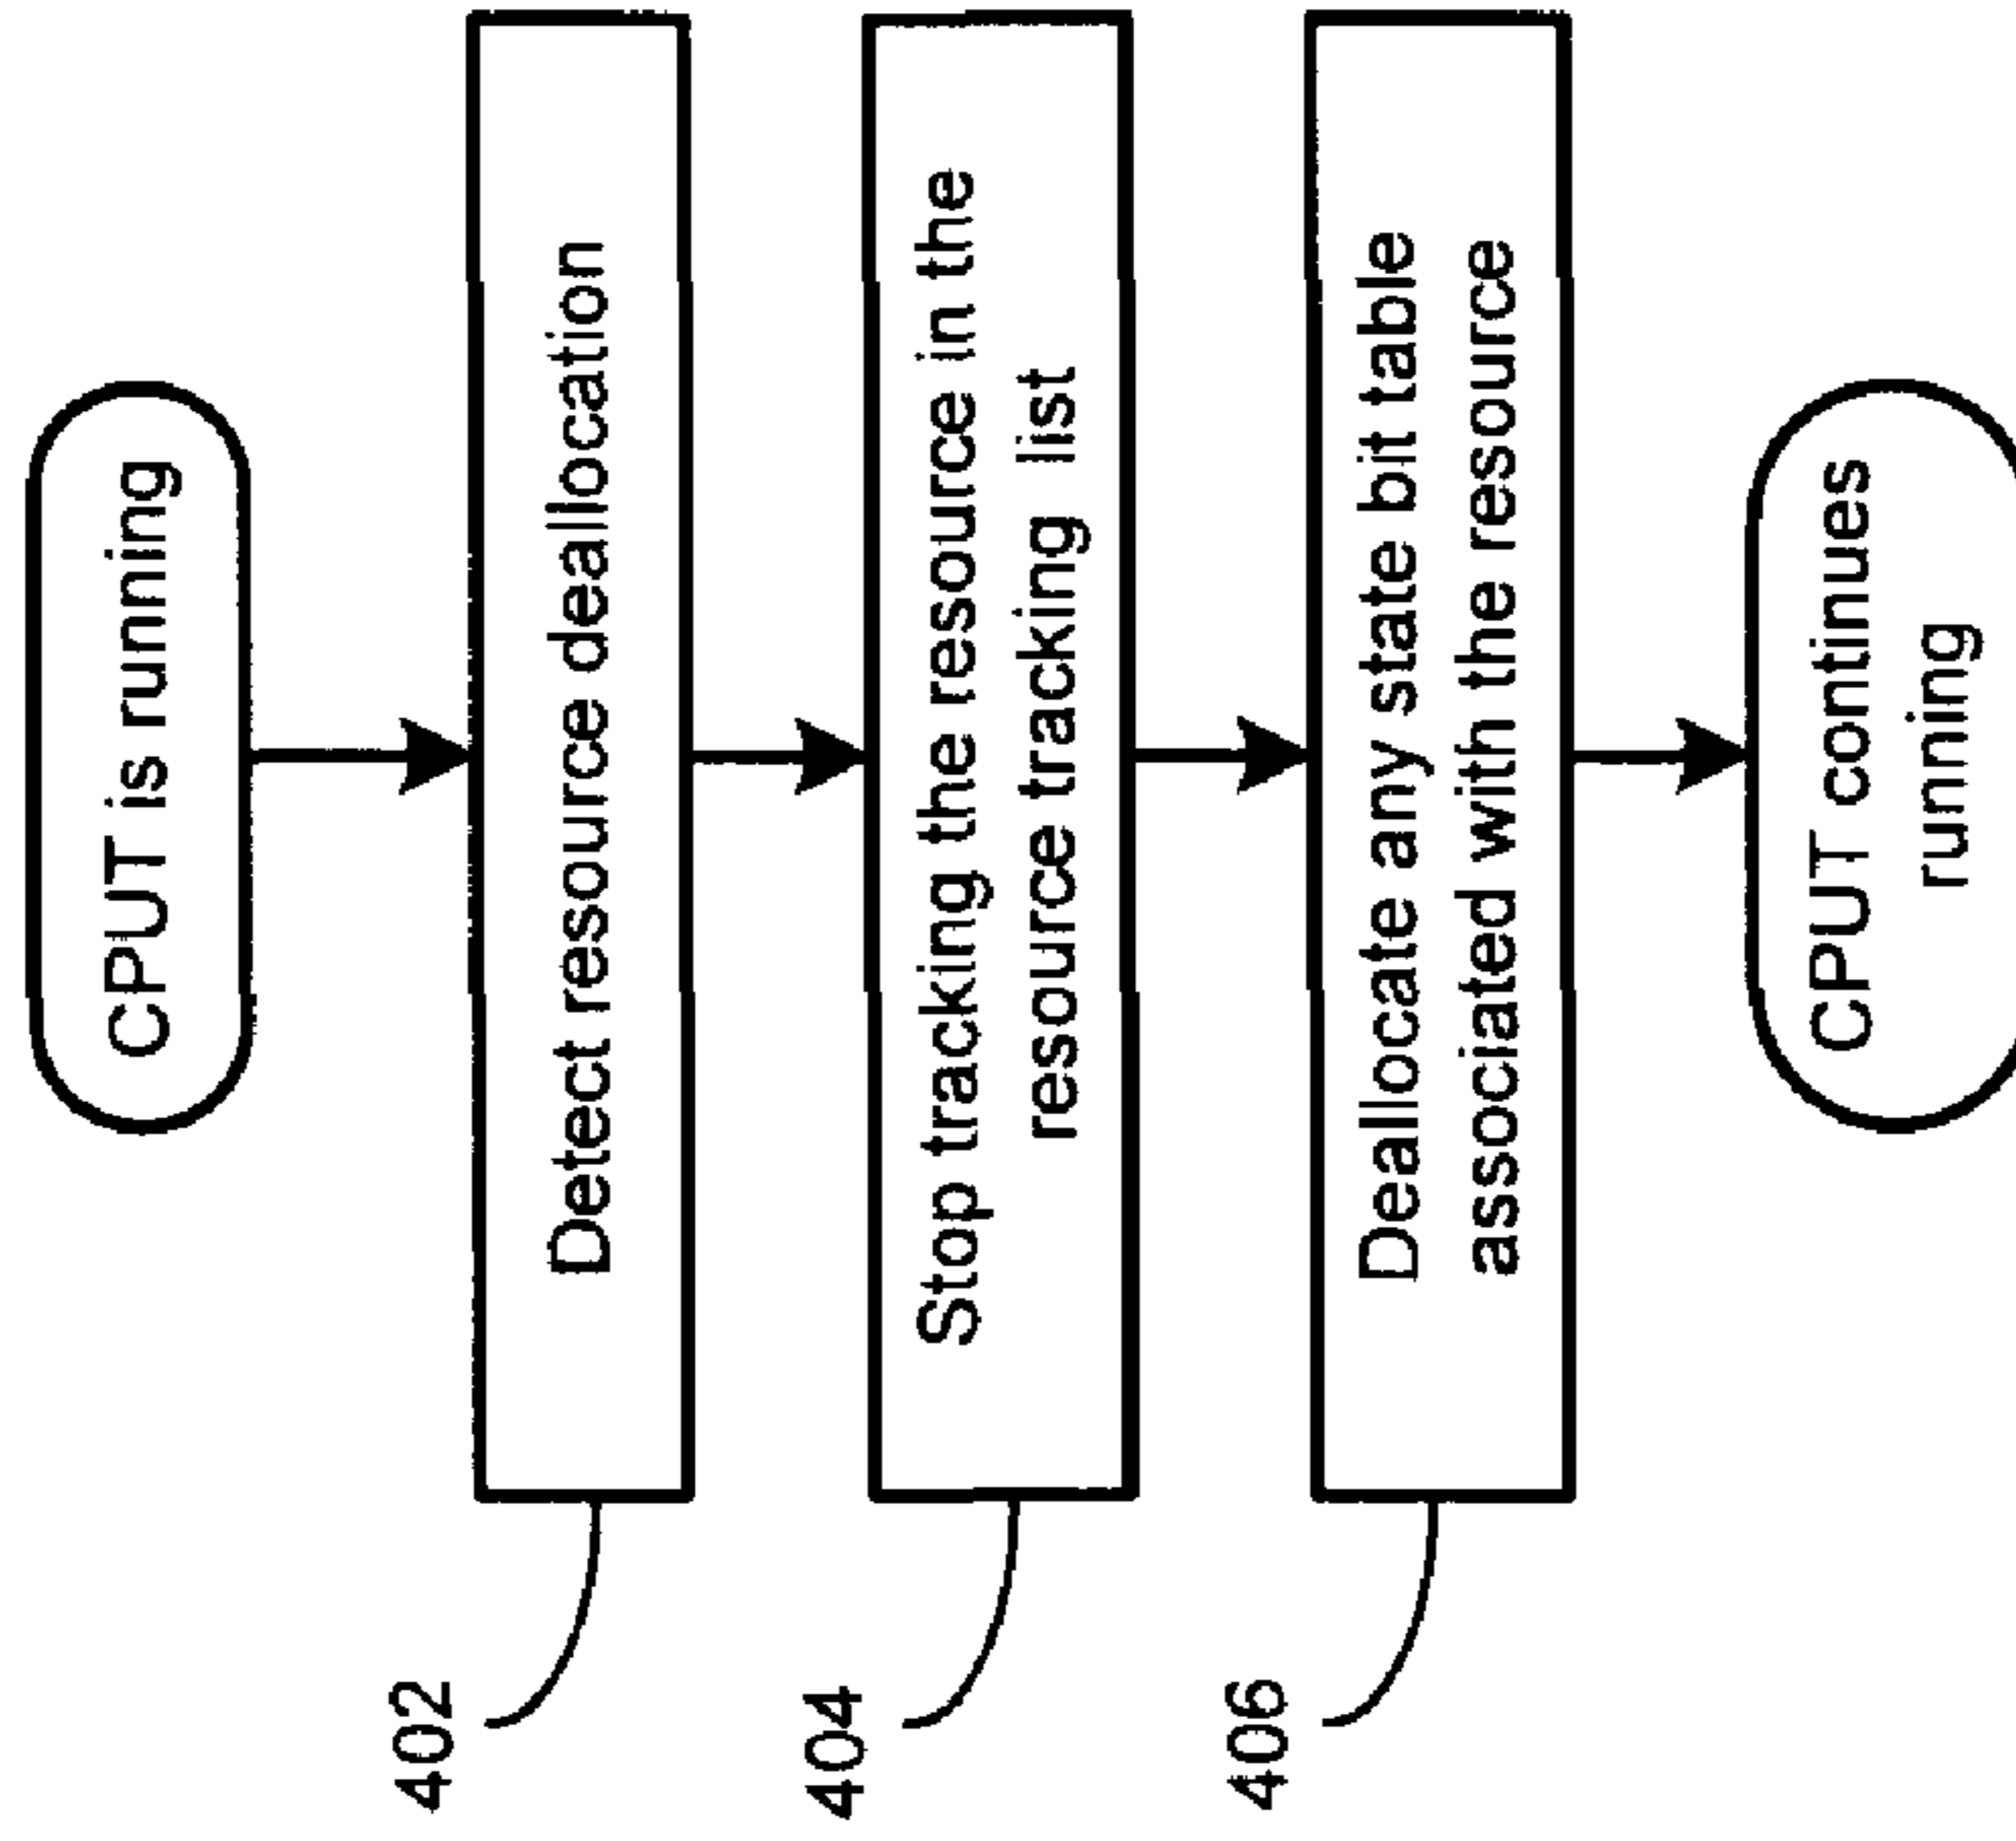 CPUT is running
402
Detect resource deallocation
404
Stop tracking the resource in the
resource tracking list
406
Deallocate any state bit table
associated with the resource
CPUT continues
running